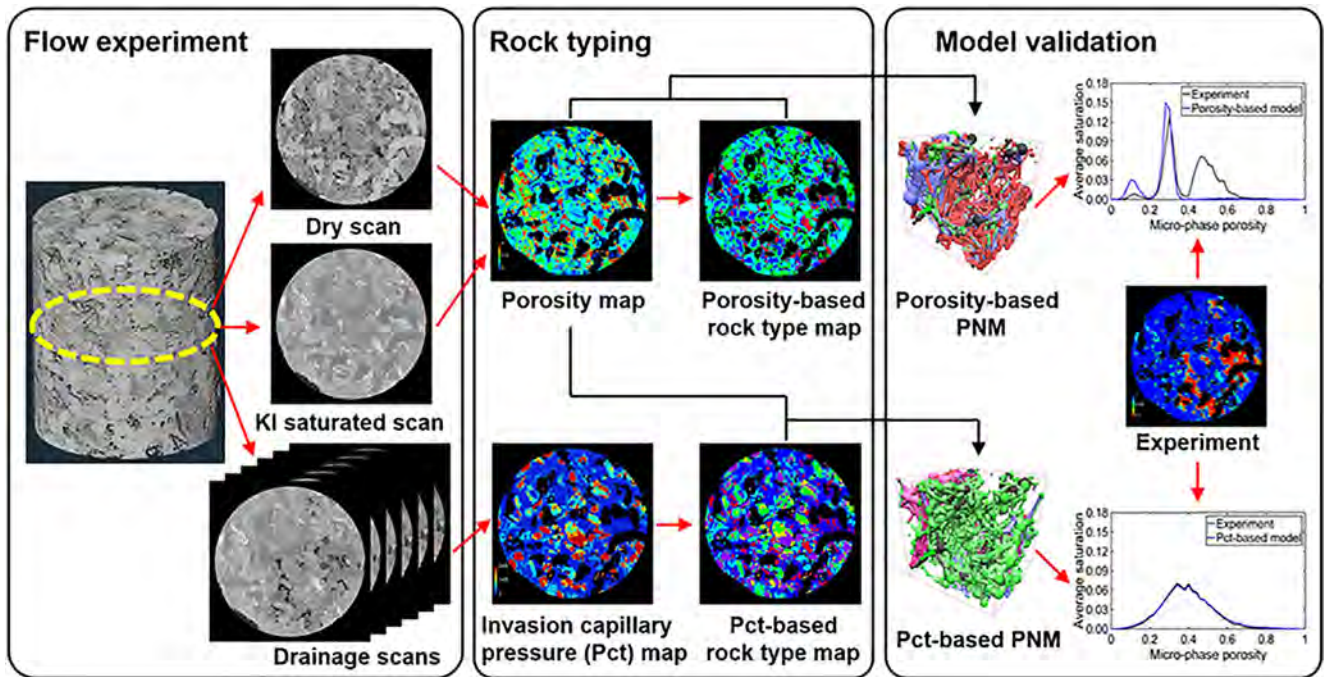 Flow experiment
Dry scan
KI saturated scan
Drainage scans
Rock typing
Porosity map
Porosity-based
rock type map
Invasion capillary
pressure (Pct) map
Pct-based
rock type map
Model validation
Porosity-based
PNM
Average saturation
0.18
0.15
0.12
0.09
0.06
0.03
0.00
Experiment
Porosity-based model
0 0.2 0.4 0.6 0.8 1
Micro-phase porosity
Experiment
Pct-based PNM
Average saturation
0.18
0.15
0.12
0.09
0.06
0.03
0.00
Experiment
Pct-based model
0 0.2 0.4 0.6 0.8 1
Micro-phase porosity